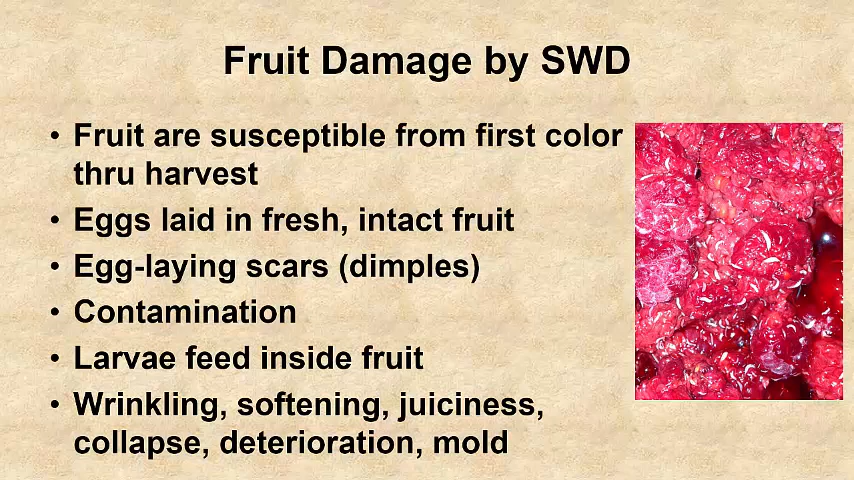 Fruit Damage by SWD
• Fruit are susceptible from first color
thru harvest
• Eggs laid in fresh, intact fruit
• Egg-laying scars (dimples)
• Contamination
• Larvae feed inside fruit
• Wrinkling, softening, juiciness,
collapse, deterioration, mold